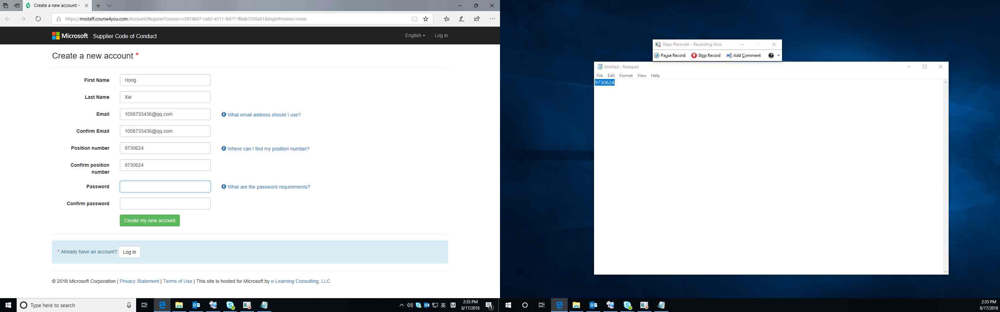 Create a new account -
https://msstaff.course4you.com/Account/Register?course=c3974b07-ca83-e511-8d77-ff8ab7550a81&loginProcess=none
Microsoft Supplier Code of Conduct
English Log in
Create a new account *
First Name Hong
Last Name Xie
Email 1058733436@qq.com What email address should I use?
Confirm Email 1058733436@qq.com
Position number 9730624 Where can I find my position number?
Confirm position
number
9730624
Password What are the password requirements?
Confirm password
Create my new account
* Already have an account? Log in
© 2018 Microsoft Corporation | Privacy Statement | Terms of Use | This site is hosted for Microsoft by e-Learning Consulting, LLC
Type here to search
英 M
2:35 PM
8/17/2018
1
Steps Recorder - Recording Now
Pause Record Stop Record Add Comment
Untitled - Notepad
File Edit Format View Help
9730624
2:35 PM
8/17/2018